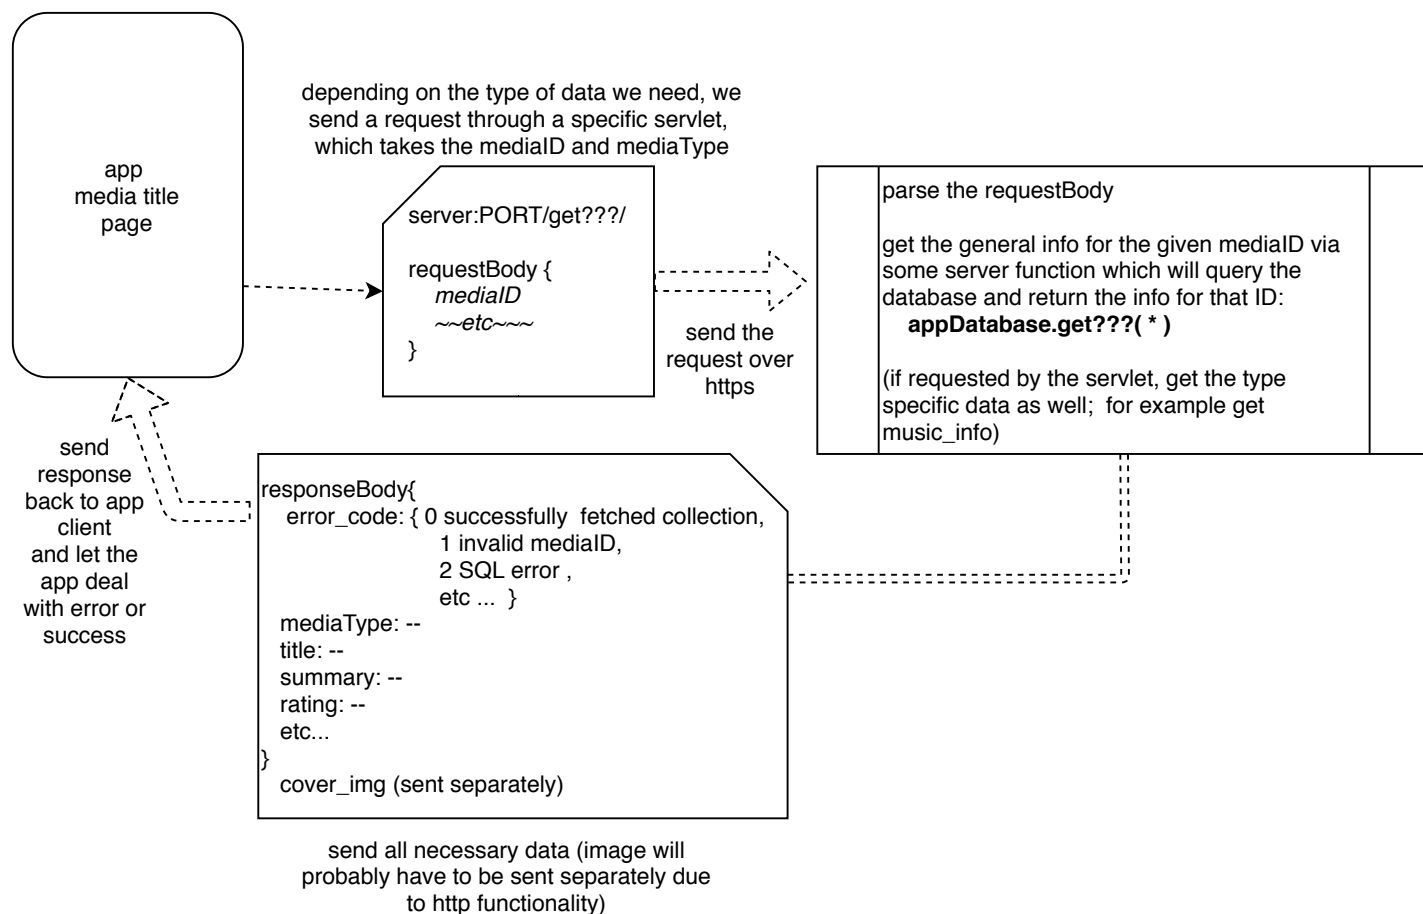 app
media title
page
depending on the type of data we need, we
send a request through a specific servlet,
which takes the mediaID and mediaType
server:PORT/get???/
requestBody {
mediaID
~~etc~~~
}
send the
request over
https
parse the requestBody
get the general info for the given mediaID via
some server function which will query the
database and return the info for that ID:
appDatabase.get???( * )
(if requested by the servlet, get the type
specific data as well;  for example get
music_info)
send
response
back to app
client
and let the
app deal
with error or
success
responseBody{
error_code: { 0 successfully  fetched collection,
1 invalid mediaID,
2 SQL error ,
etc ...  }
mediaType: --
title: --
summary: --
rating: --
etc...
}
cover_img (sent separately)
send all necessary data (image will
probably have to be sent separately due
to http functionality)